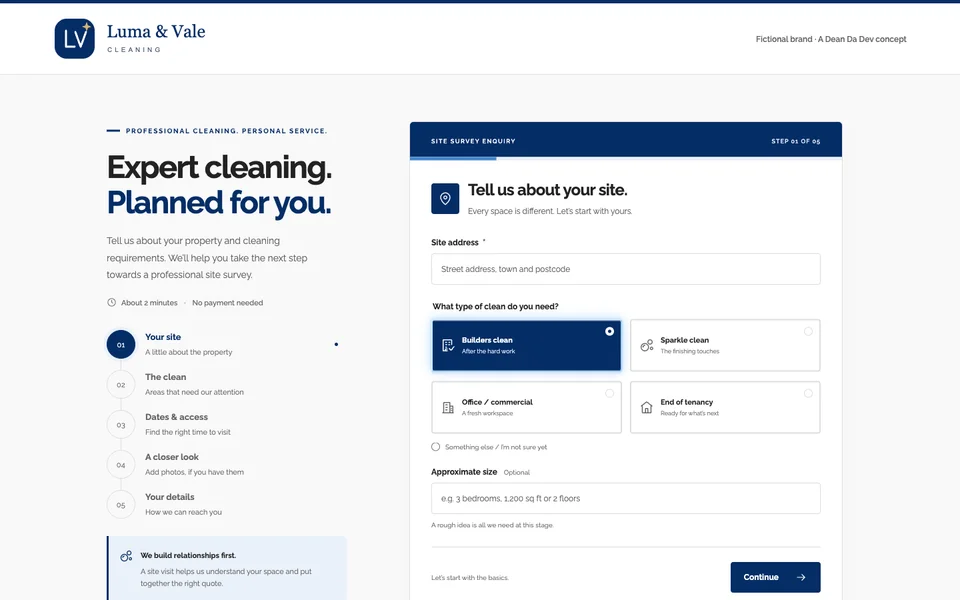 LV
Luma & Vale
CLEANING
Fictional brand · A Dean Da Dev concept
PROFESSIONAL CLEANING. PERSONAL SERVICE.
Expert cleaning.
Planned for you.
Tell us about your property and cleaning
requirements. We'll help you take the next step
towards a professional site survey.
About 2 minutes · No payment needed
01
Your site
A little about the property
02
The clean
Areas that need our attention
03
Dates & access
Find the right time to visit
04
A closer look
Add photos, if you have them
05
Your details
How we can reach you
We build relationships first.
A site visit helps us understand your space and put
together the right quote.
SITE SURVEY ENQUIRY
STEP 01 OF 05
Tell us about your site.
Every space is different. Let's start with yours.
Site address *
Street address, town and postcode
What type of clean do you need?
Builders clean
After the hard work
Sparkle clean
The finishing touches
Office / commercial
A fresh workspace
End of tenancy
Ready for what's next
Something else / I'm not sure yet
Approximate size Optional
e.g. 3 bedrooms, 1,200 sq ft or 2 floors
A rough idea is all we need at this stage.
Let's start with the basics.
Continue →